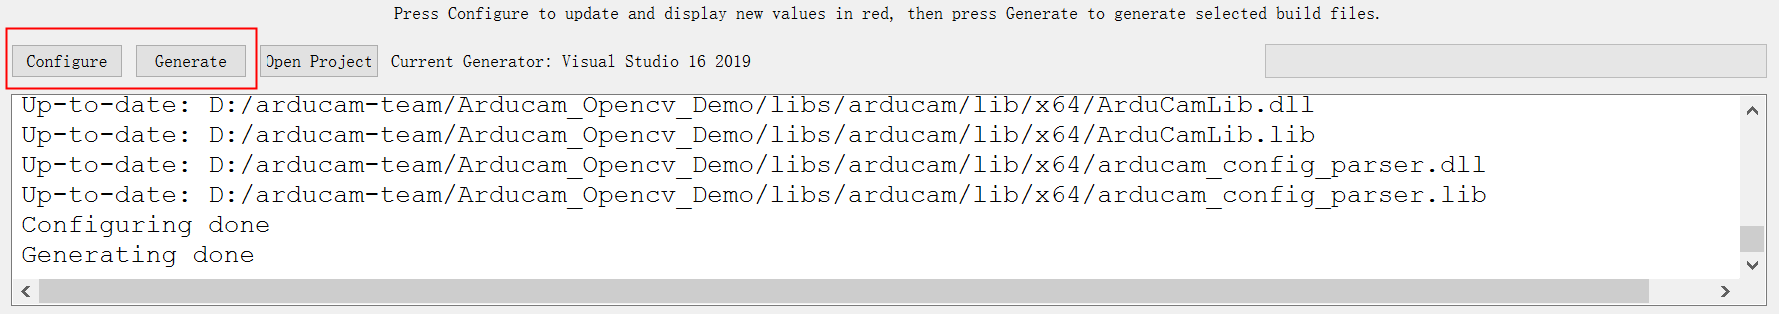 Press Configure to update and display new values in red, then press Generate to generate selected build files.
Configure Generate Open Project Current Generator: Visual Studio 16 2019
Up-to-date: D:/arducam-team/Arducam_Opencv_Demo/libs/arducam/lib/x64/ArduCamLib.dll
Up-to-date: D:/arducam-team/Arducam_Opencv_Demo/libs/arducam/lib/x64/ArduCamLib.lib
Up-to-date: D:/arducam-team/Arducam_Opencv_Demo/libs/arducam/lib/x64/arducam_config_parser.dll
Up-to-date: D:/arducam-team/Arducam_Opencv_Demo/libs/arducam/lib/x64/arducam_config_parser.lib
Configuring done
Generating done